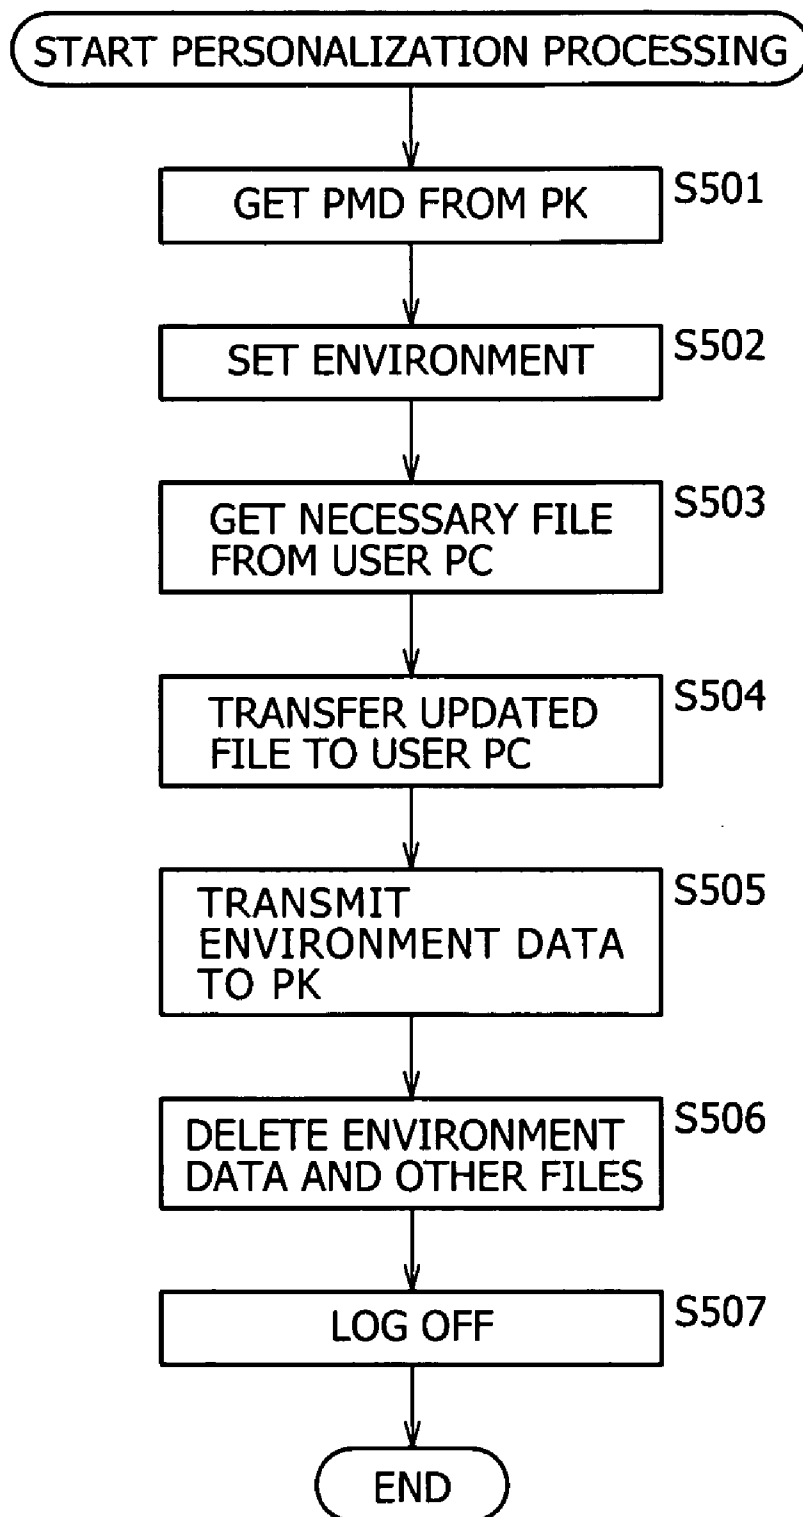 START PERSONALIZATION PROCESSING
GET PMD FROM PK
S501
SET ENVIRONMENT
S502
GET NECESSARY FILE
FROM USER PC
S503
TRANSFER UPDATED
FILE TO USER PC
S504
TRANSMIT
ENVIRONMENT DATA
TO PK
S505
DELETE ENVIRONMENT
DATA AND OTHER FILES
S506
LOG OFF
S507
END